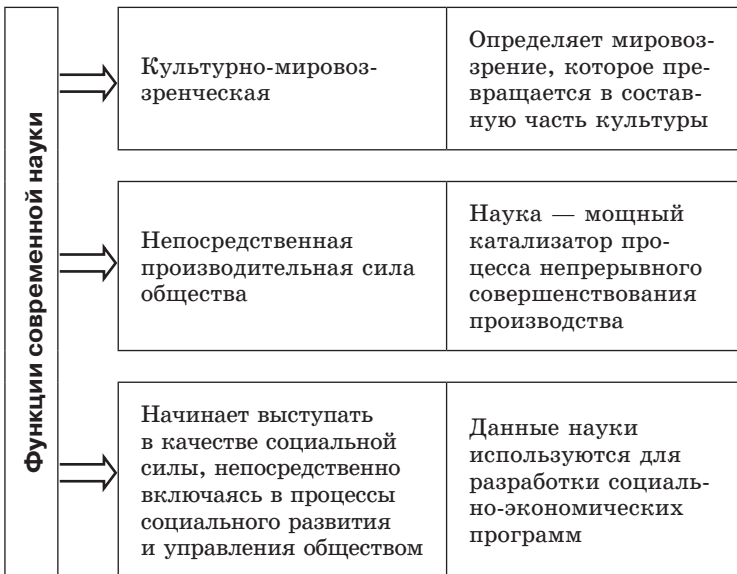 Функции современной науки
Культурно-мировоз-
зренческая
Определяет мировоз-
зрение, которое пре-
вращается в состав-
ную часть культуры
Непосредственная
производительная сила
общества
Наука — мощный
катализатор про-
цесса непрерывного
совершенствования
производства
Начинает выступать
в качестве социальной
силы, непосредственно
включаясь в процессы
социального развития
и управления обществом
Данные науки
используются для
разработки социаль-
но-экономических
программ